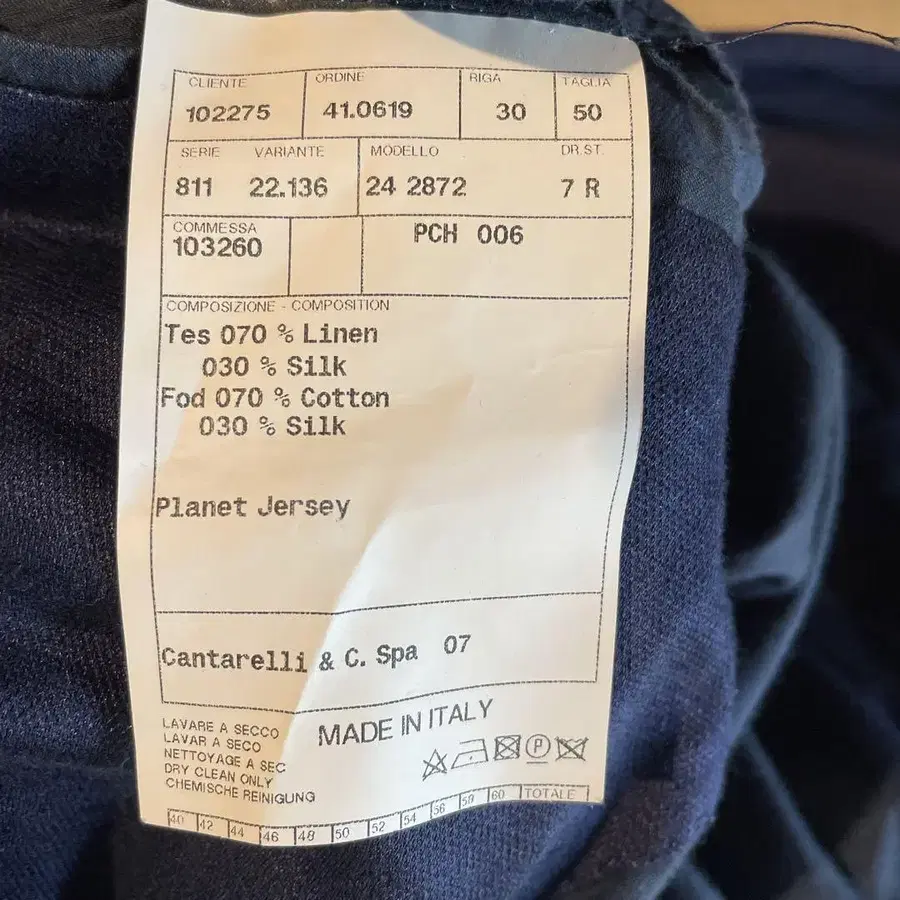 CLIENTE ORDINE RIGA TAGLIA
102275 41.0619 30 50
SERIE VARIANTE MODELLO DR.ST.
811 22.136 24 2872 7 R
COMMESSA
103260 PCH 006
COMPOSIZIONE - COMPOSITION
Tes 070 % Linen
030 % Silk
Fod 070 % Cotton
030 % Silk
Planet Jersey
Cantarelli & C. Spa 07
MADE IN ITALY
LAVARE A SECCO
LAVAR A SECO
NETTOYAGE A SEC
DRY CLEAN ONLY
CHEMISCHE REINIGUNG
P
40 42 44 46 48 50 52 54 56 58 60 TOTALE